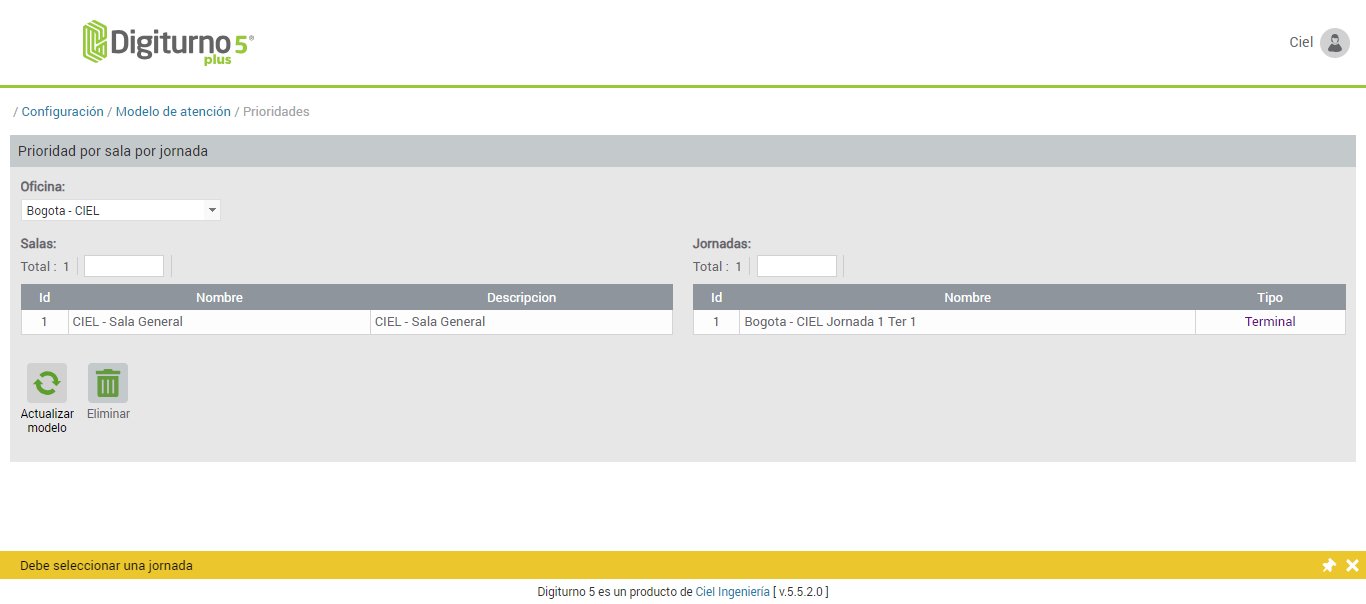 Digiturno 5®
plus
Ciel
/ Configuración / Modelo de atención / Prioridades
Prioridad por sala por jornada
Oficina:
Bogota - CIEL
Salas:
Total : 1
Id Nombre Descripcion
1 CIEL - Sala General CIEL - Sala General
Jornadas:
Total : 1
Id Nombre Tipo
1 Bogota - CIEL Jornada 1 Ter 1 Terminal
Actualizar
modelo
Eliminar
Debe seleccionar una jornada
Digiturno 5 es un producto de Ciel Ingeniería [ v.5.5.2.0 ]